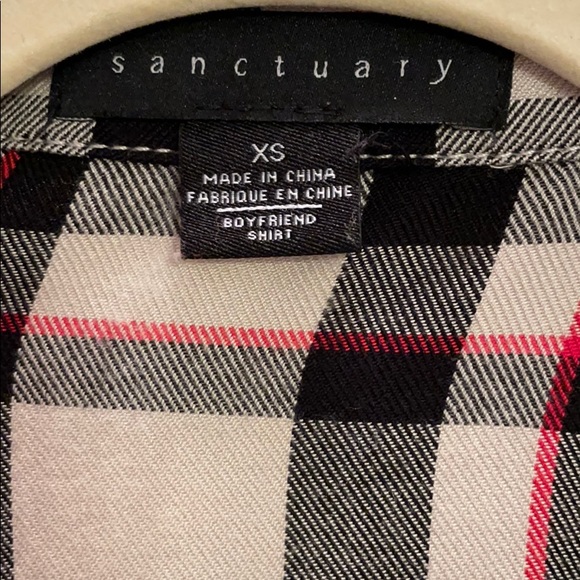 sanctuary
XS
MADE IN CHINA
FABRIQUE EN CHINE
BOYFRIEND
SHIRT